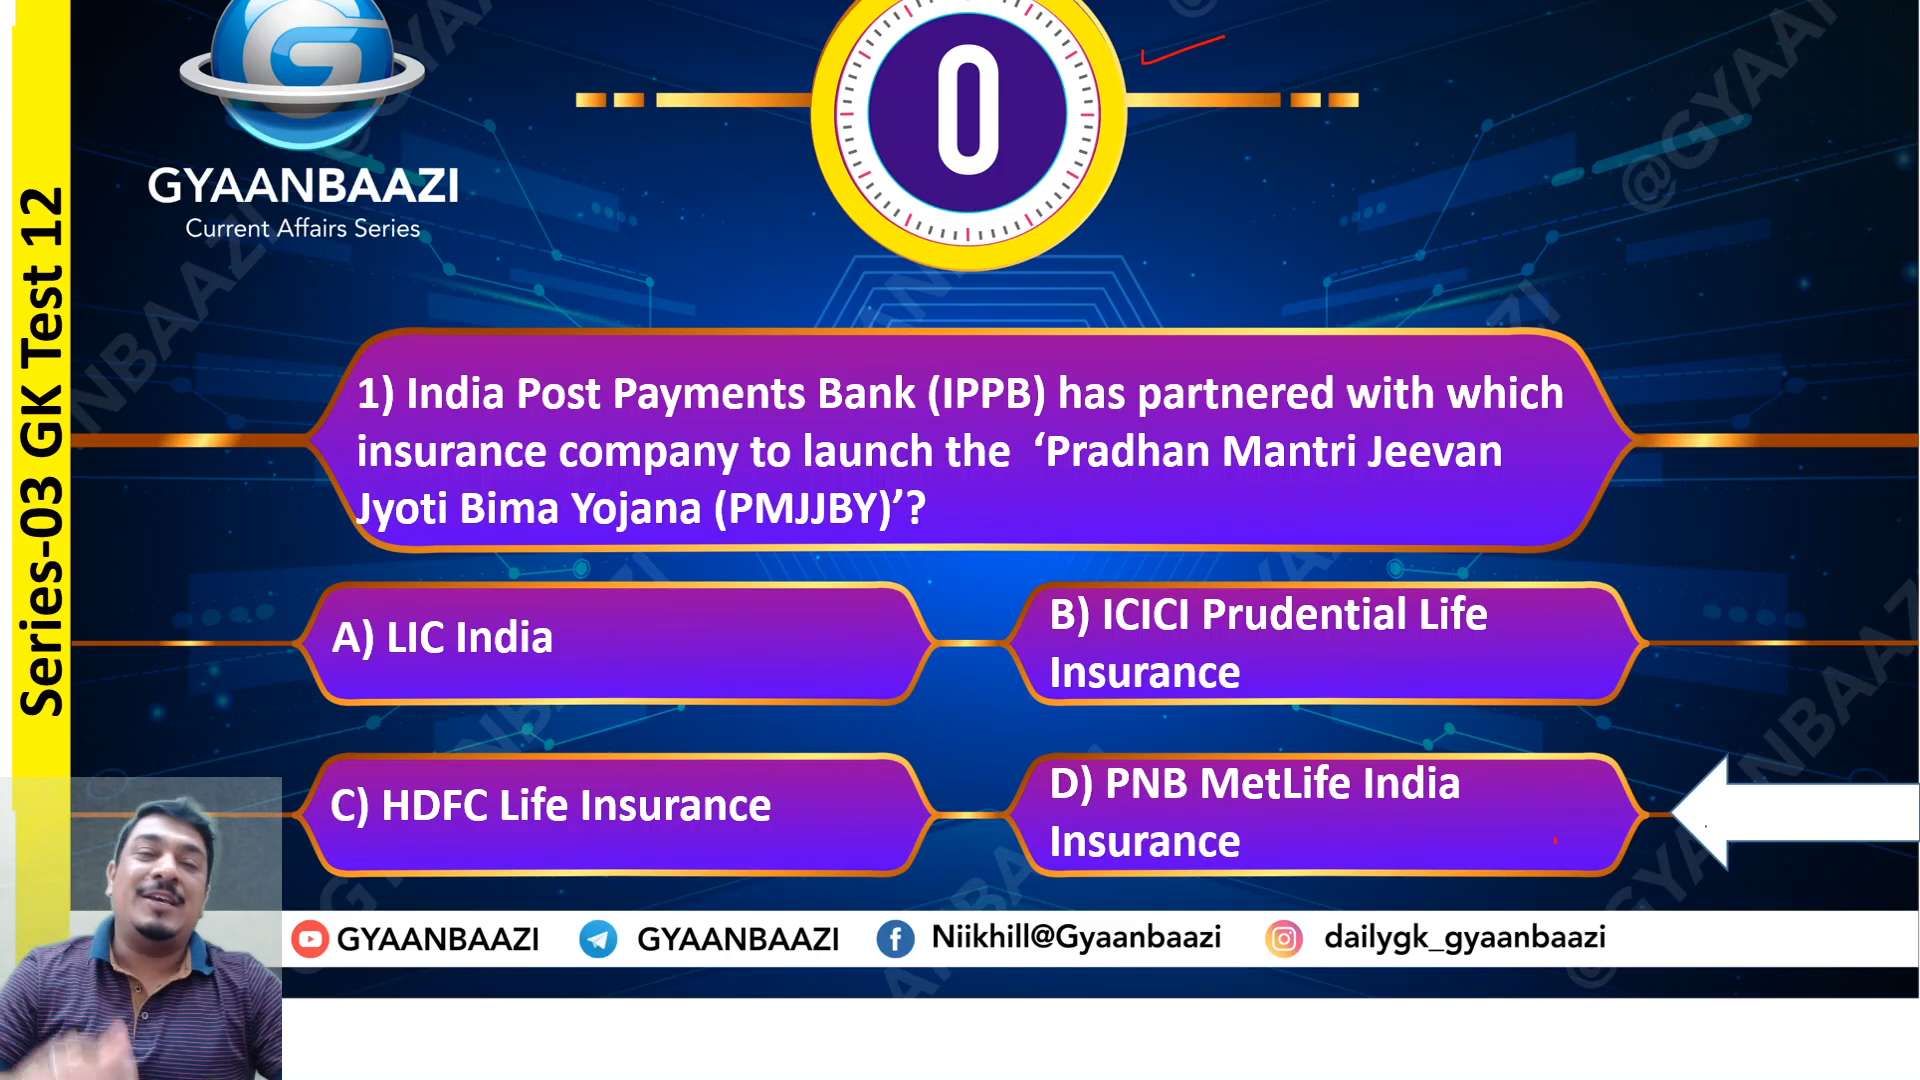 Series-03 GK Test 12
GYAANBAAZI
Current Affairs Series
0
1) India Post Payments Bank (IPPB) has partnered with which
insurance company to launch the ‘Pradhan Mantri Jeevan
Jyoti Bima Yojana (PMJJBY)’?
A) LIC India
B) ICICI Prudential Life
Insurance
C) HDFC Life Insurance
D) PNB MetLife India
Insurance
GYAANBAAZI
GYAANBAAZI
Niikhill@Gyaanbaazi
dailygk_gyaanbaazi